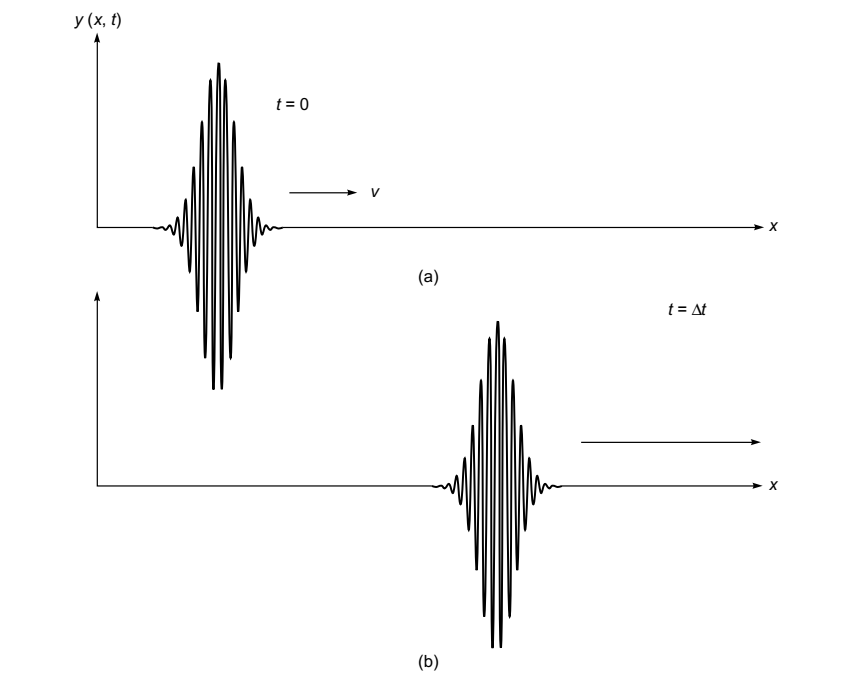 y (x, t)
t = 0
v
x
(a)
t = Δt
x
(b)